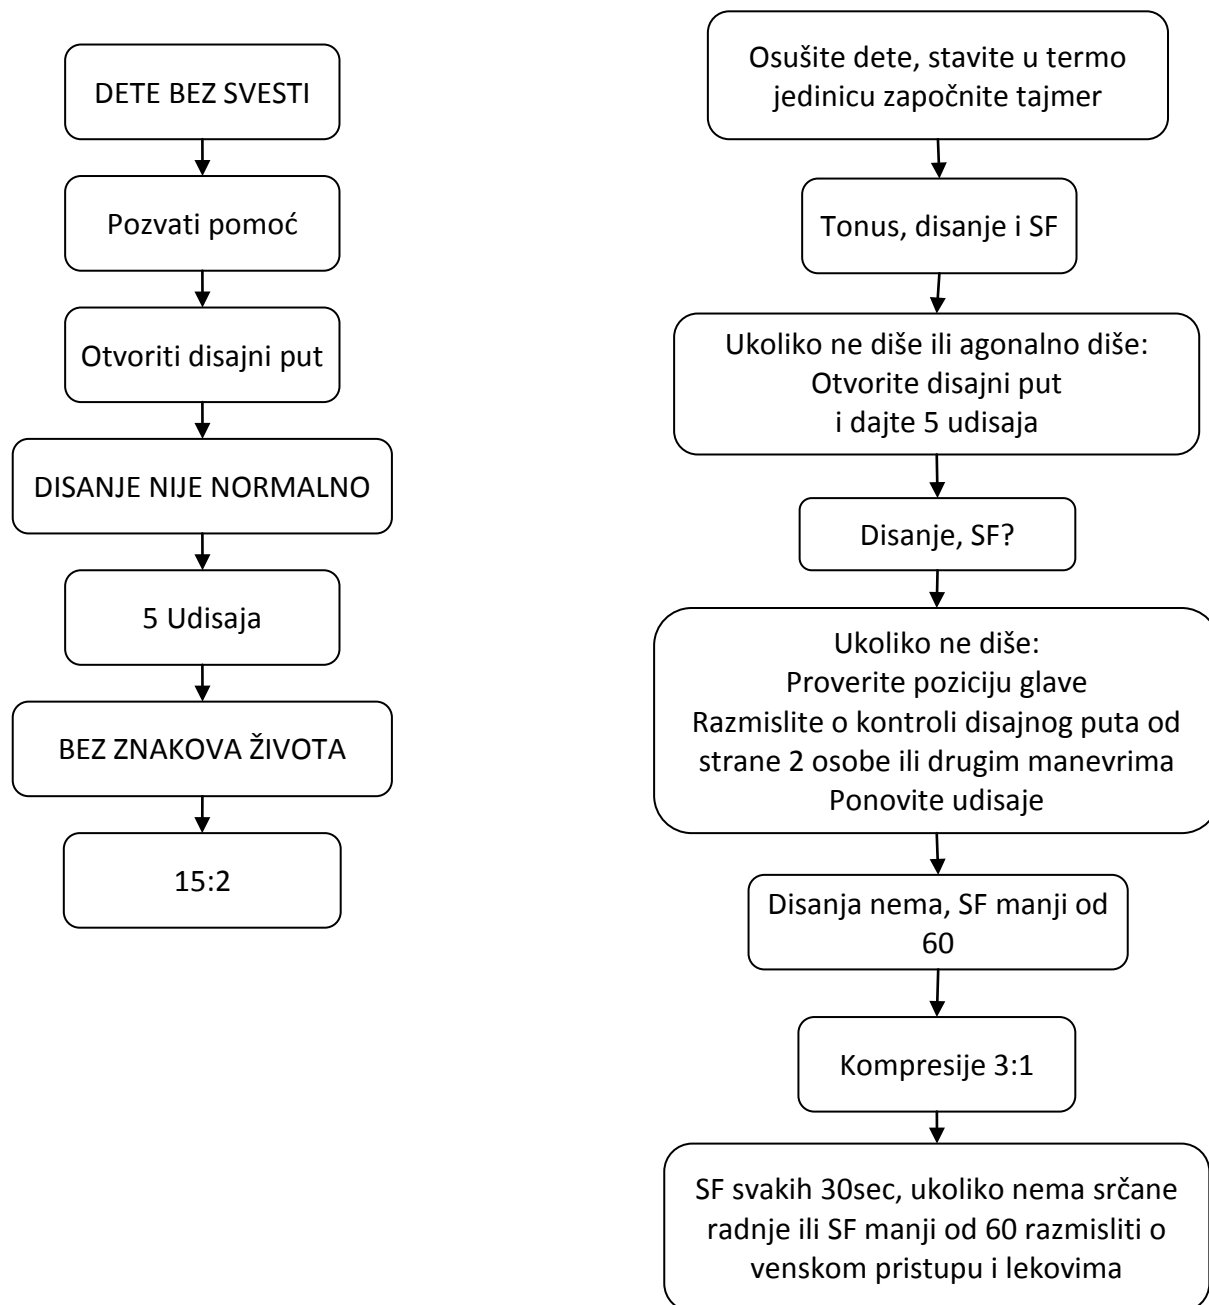 DETE BEZ SVESTI
Pozvati pomoć
Otvoriti disajni put
DISANJE NIJE NORMALNO
5 Udisaja
BEZ ZNAKOVA ŽIVOTA
15:2
Osušite dete, stavite u termo
jedinicu započnite tajmer
Tonus, disanje i SF
Ukoliko ne diše ili agonalno diše:
Otvorite disajni put
i dajte 5 udisaja
Disanje, SF?
Ukoliko ne diše:
Proverite poziciju glave
Razmislite o kontroli disajnog puta od
strane 2 osobe ili drugim manevrima
Ponovite udisaje
Disanja nema, SF manji od
60
Kompresije 3:1
SF svakih 30sec, ukoliko nema srčane
radnje ili SF manji od 60 razmisliti o
venskom pristupu i lekovima